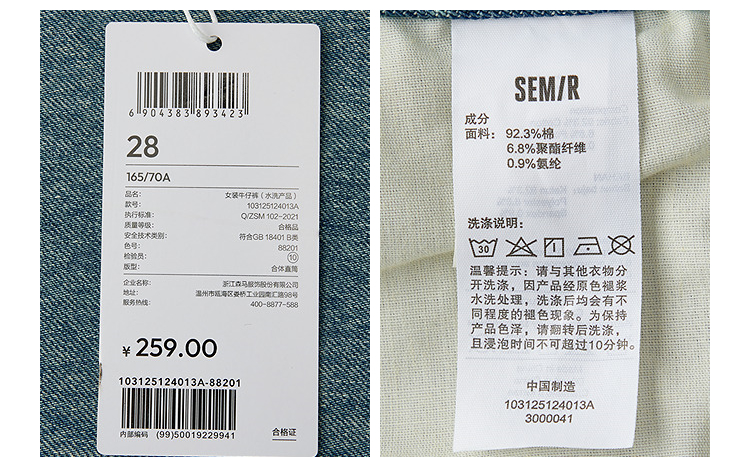 6904383893423
28
165/70A
品名: 女装牛仔裤（水洗产品）
款号: 103125124013A
执行标准: Q/ZSM 102-2021
质量等级: 合格品
安全技术类别: 符合GB 18401 B类
色号: 88201
检验员: 10
版型: 合体直筒
企业名称: 浙江森马服饰股份有限公司
地址: 温州市瓯海区娄桥工业园南汇路98号
服务热线: 400-8877-588
¥ 259.00
103125124013A-88201
内部编码 (99)50019229941
合格证
SEMIR
成分
面料: 92.3%棉
6.8%聚酯纤维
0.9%氨纶
洗涤说明:
30
温馨提示: 请与其他衣物分
开洗涤，因产品经原色褪浆
水洗处理，洗涤后均会有不
同程度的褪色现象。为保持
产品色泽，请翻转后洗涤，
且浸泡时间不可超过10分钟。
中国制造
103125124013A
3000041